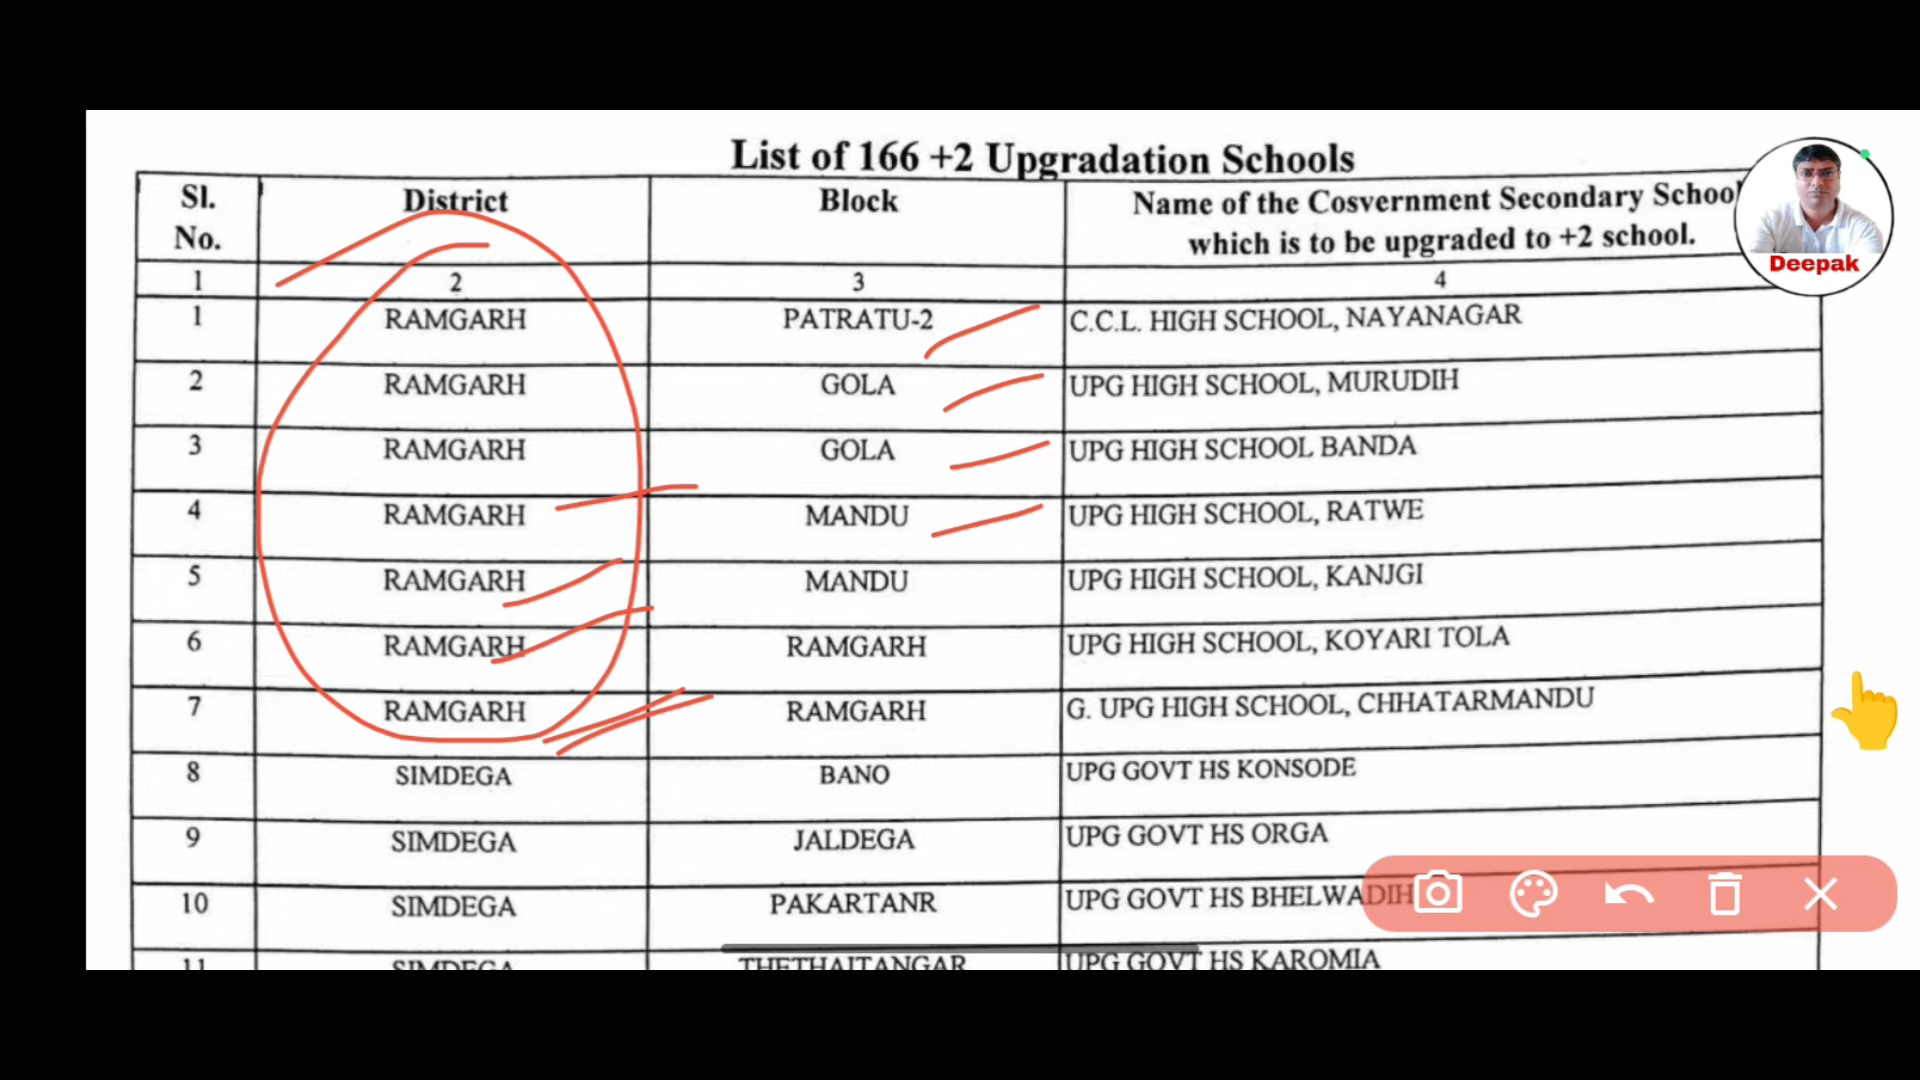 List of 166 +2 Upgradation Schools
Sl. No. District Block Name of the Cosvernment Secondary School which is to be upgraded to +2 school.
1 2 3 4
1 RAMGARH PATRATU-2 C.C.L. HIGH SCHOOL, NAYANAGAR
2 RAMGARH GOLA UPG HIGH SCHOOL, MURUDIH
3 RAMGARH GOLA UPG HIGH SCHOOL BANDA
4 RAMGARH MANDU UPG HIGH SCHOOL, RATWE
5 RAMGARH MANDU UPG HIGH SCHOOL, KANJGI
6 RAMGARH RAMGARH UPG HIGH SCHOOL, KOYARI TOLA
7 RAMGARH RAMGARH G. UPG HIGH SCHOOL, CHHATARMANDU
8 SIMDEGA BANO UPG GOVT HS KONSODE
9 SIMDEGA JALDEGA UPG GOVT HS ORGA
10 SIMDEGA PAKARTANR UPG GOVT HS BHELWADIH
11 SIMDEGA THETHAITANGAR UPG GOVT HS KAROMIA
Deepak